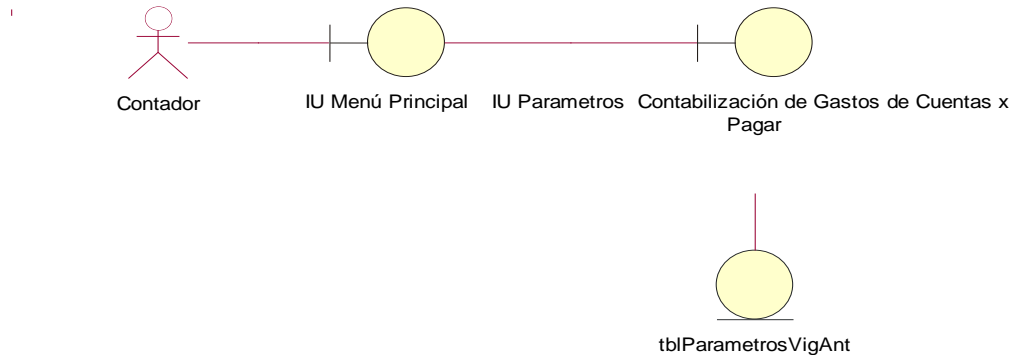 Contador
IU Menú Principal
IU Parametros Contabilización de Gastos de Cuentas x
Pagar
tblParametrosVigAnt